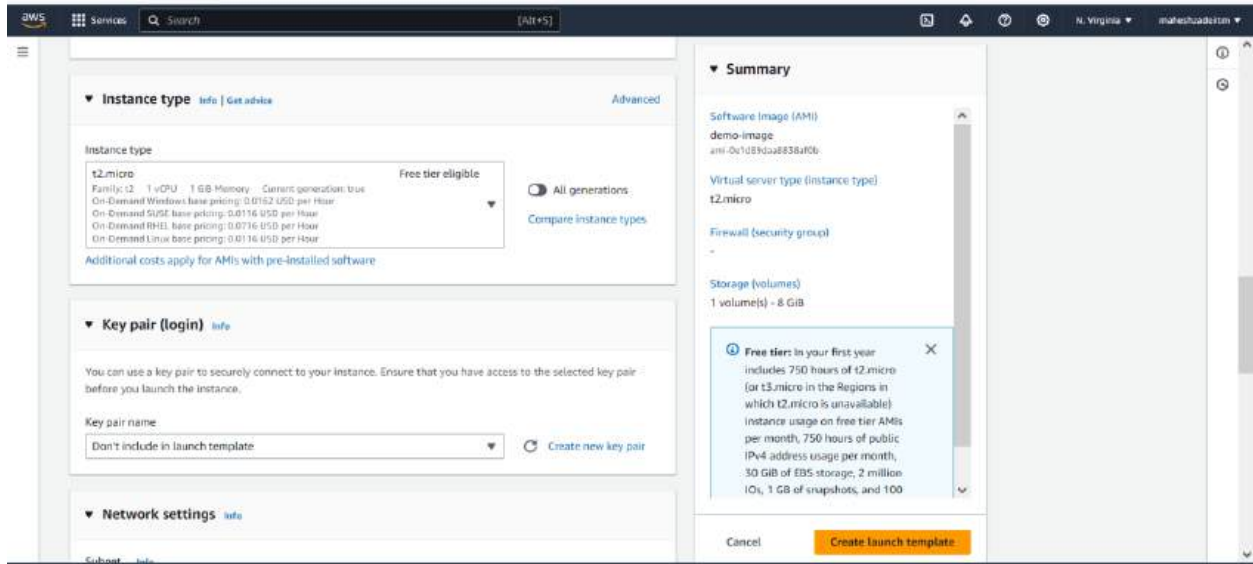 aws
Services
Search
[Alt+S]
N. Virginia
Instance type Info | Get advice
Advanced
Instance type
t2.micro
Free tier eligible
Family: t2 1 vCPU 1 GiB Memory Current generation: true
On-Demand Windows base pricing: 0.0162 USD per Hour
On-Demand SUSE base pricing: 0.0116 USD per Hour
On-Demand RHEL base pricing: 0.0716 USD per Hour
On-Demand Linux base pricing: 0.0116 USD per Hour
All generations
Compare instance types
Additional costs apply for AMIs with pre-installed software
Key pair (login) Info
You can use a key pair to securely connect to your instance. Ensure that you have access to the selected key pair
before you launch the instance.
Key pair name
Don't include in launch template
Create new key pair
Network settings Info
Subnet Info
Summary
Software Image (AMI)
demo-image
Virtual server type (instance type)
t2.micro
Firewall (security group)
-
Storage (volumes)
1 volume(s) - 8 GiB
Free tier: In your first year
includes 750 hours of t2.micro
(or t3.micro in the Regions in
which t2.micro is unavailable)
instance usage on free tier AMIs
per month, 750 hours of public
IPv4 address usage per month,
30 GiB of EBS storage, 2 million
IOs, 1 GB of snapshots, and 100
Cancel
Create launch template